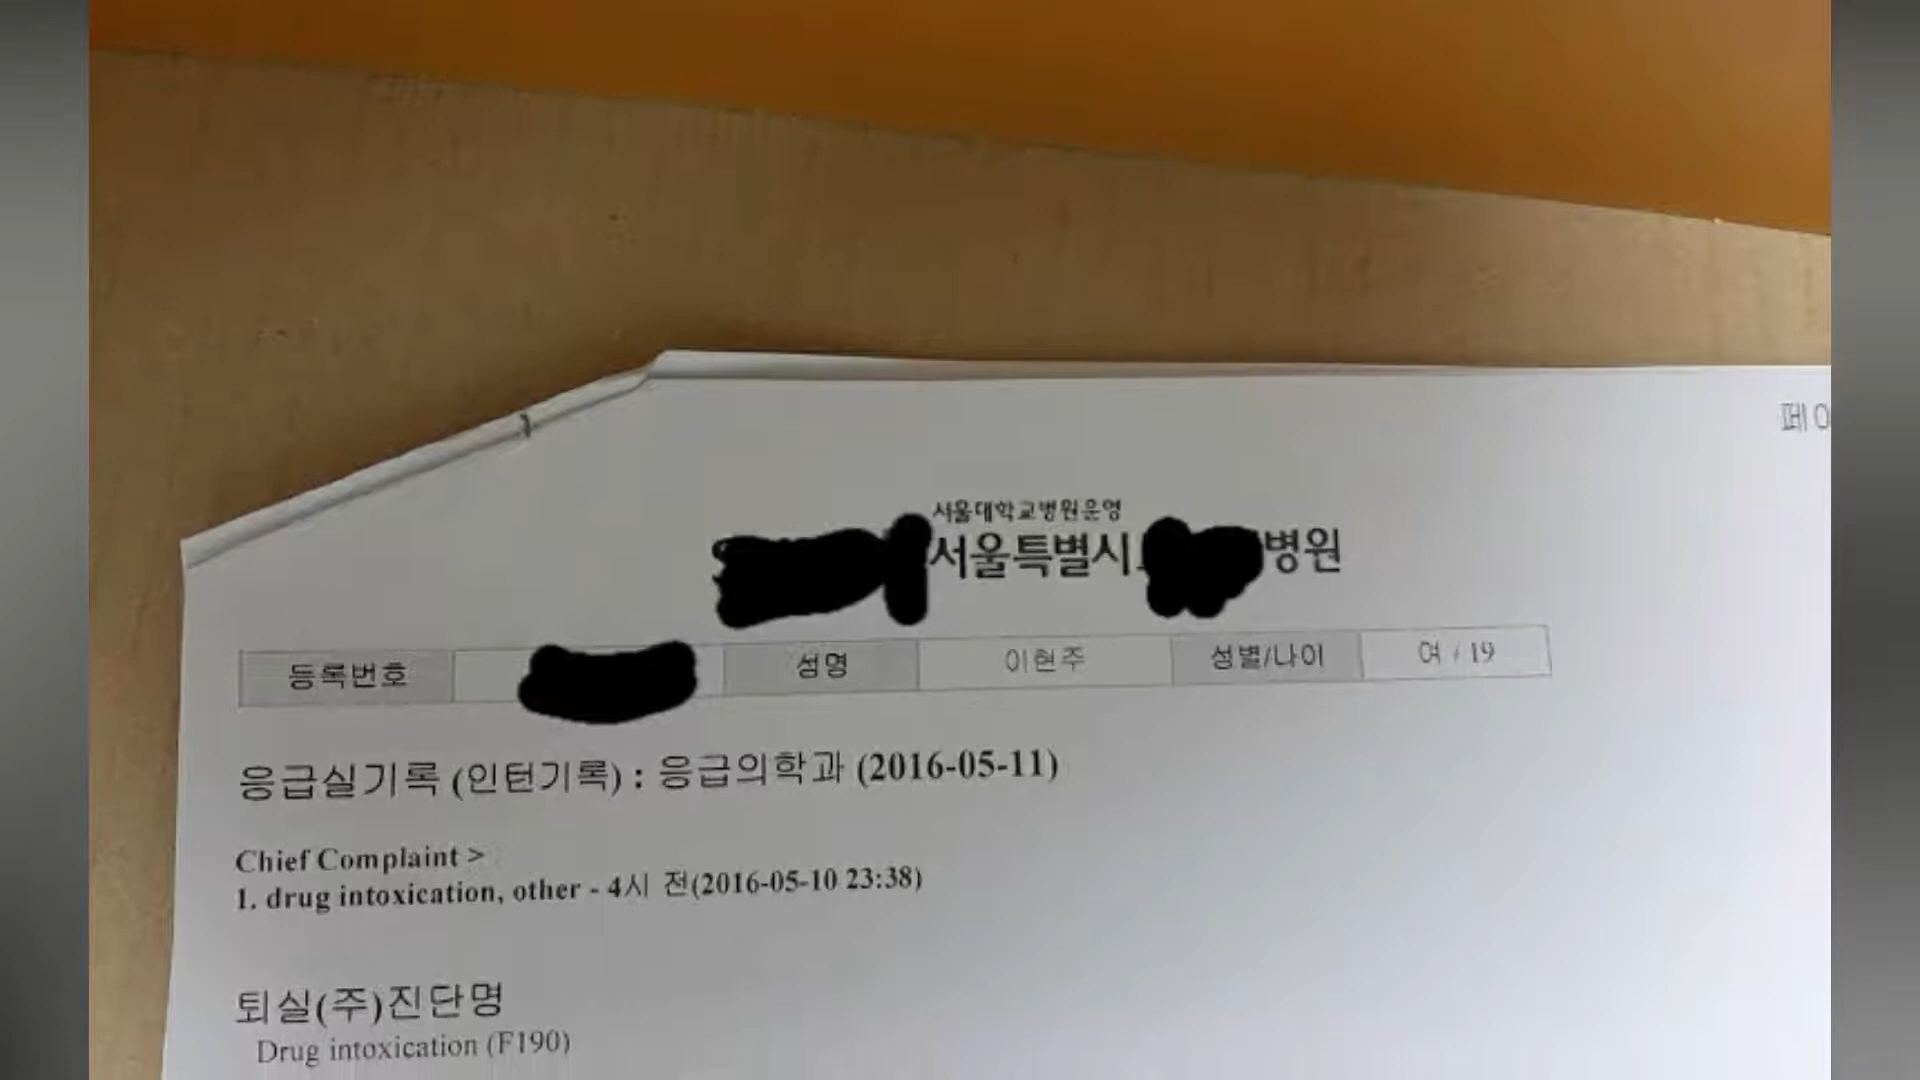 페이
서울대학교병원운영
서울특별시 병원
등록번호 성명 이현주 성별/나이 여 / 19
응급실기록 (인턴기록) : 응급의학과 (2016-05-11)
Chief Complaint >
1. drug intoxication, other - 4시 전(2016-05-10 23:38)
퇴실(주)진단명
Drug intoxication (F190)